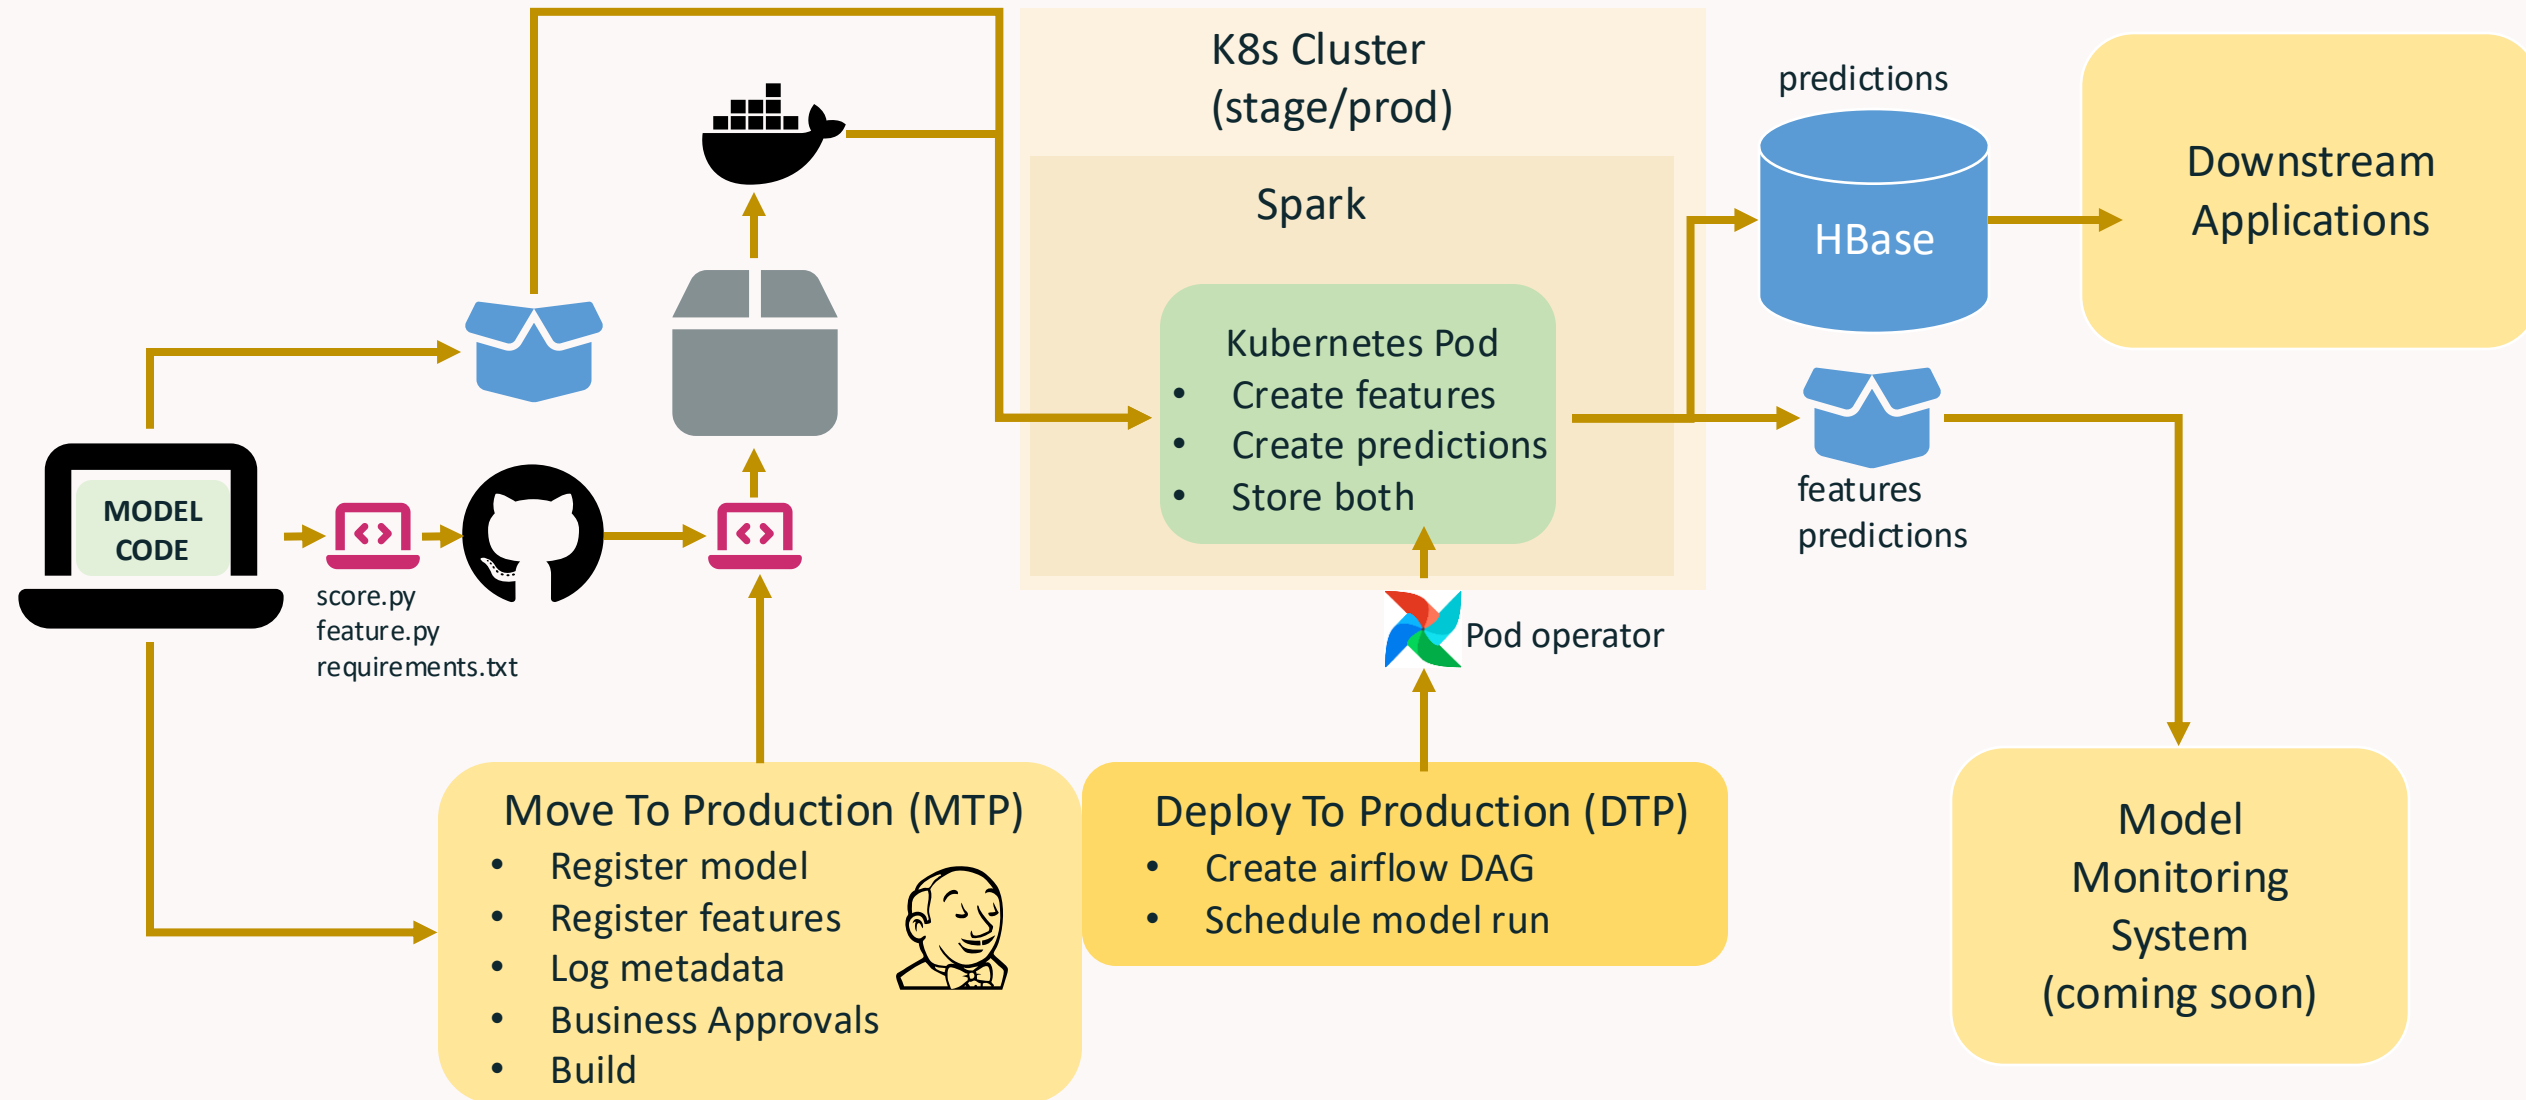 K8s Cluster
(stage/prod)
Spark
Kubernetes Pod
• Create features
• Create predictions
• Store both
predictions
HBase
Downstream
Applications
features
predictions
MODEL
CODE
score.py
feature.py
requirements.txt
Pod operator
Move To Production (MTP)
• Register model
• Register features
• Log metadata
• Business Approvals
• Build
Deploy To Production (DTP)
• Create airflow DAG
• Schedule model run
Model
Monitoring
System
(coming soon)